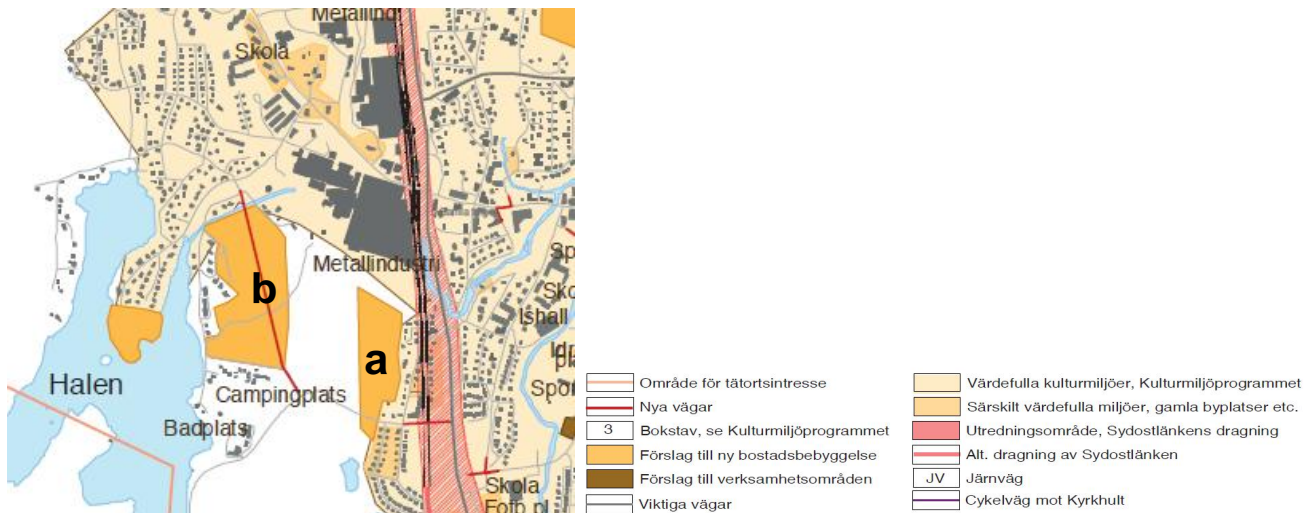 Metallind
Skola
b
Metallindustri
a
Halen
Campingplats
Badplats
Ishall
Skola
Område för tätortsintresse
Nya vägar
3 Bokstav, se Kulturmiljöprogrammet
Förslag till ny bostadsbebyggelse
Förslag till verksamhetsområden
Viktiga vägar
Värdefulla kulturmiljöer, Kulturmiljöprogrammet
Särskilt värdefulla miljöer, gamla byplatser etc.
Utredningsområde, Sydostlänkens dragning
Alt. dragning av Sydostlänken
JV Järnväg
Cykelväg mot Kyrkhult